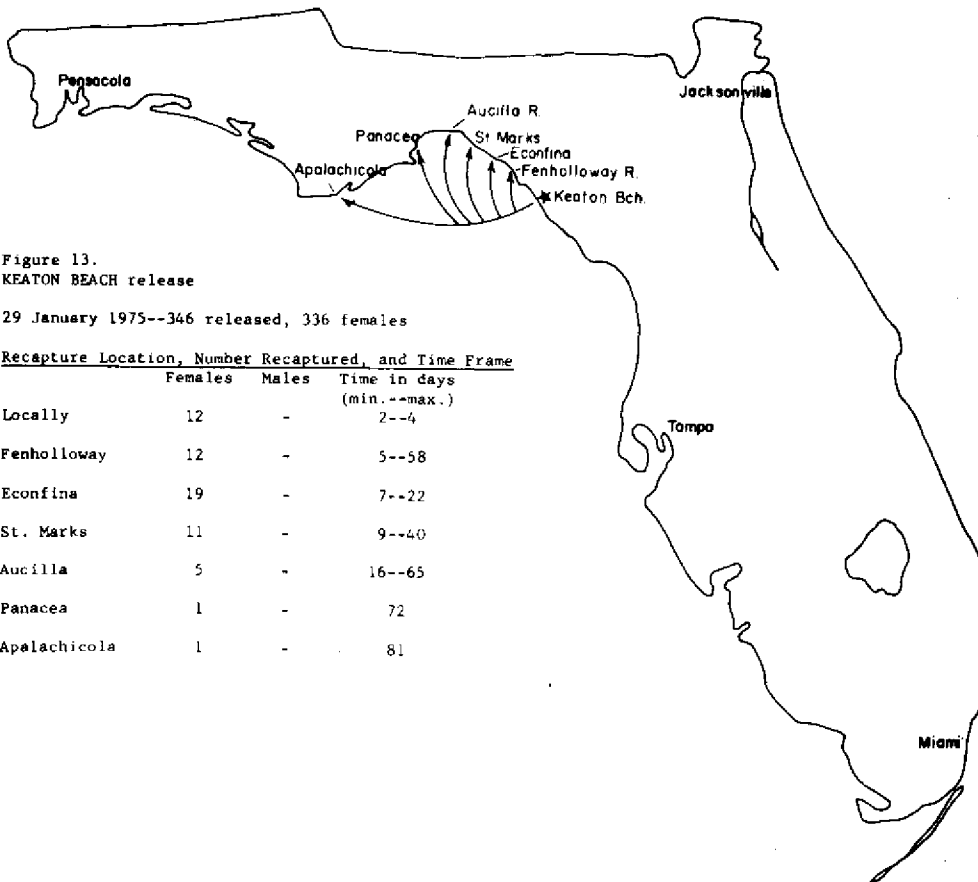 Pensacola
Jacksonville
Aucilla R.
Panacea
St Marks
Econfina
Apalachicola
Fenholloway R.
Keaton Bch.
Figure 13.
KEATON BEACH release
29 January 1975--346 released, 336 females
Recapture Location, Number Recaptured, and Time Frame
Females Males Time in days
(min.--max.)
Locally 12 - 2--4
Fenholloway 12 - 5--58
Econfina 19 - 7--22
St. Marks 11 - 9--40
Aucilla 5 - 16--65
Panacea 1 - 72
Apalachicola 1 - 81
Tampa
Miami